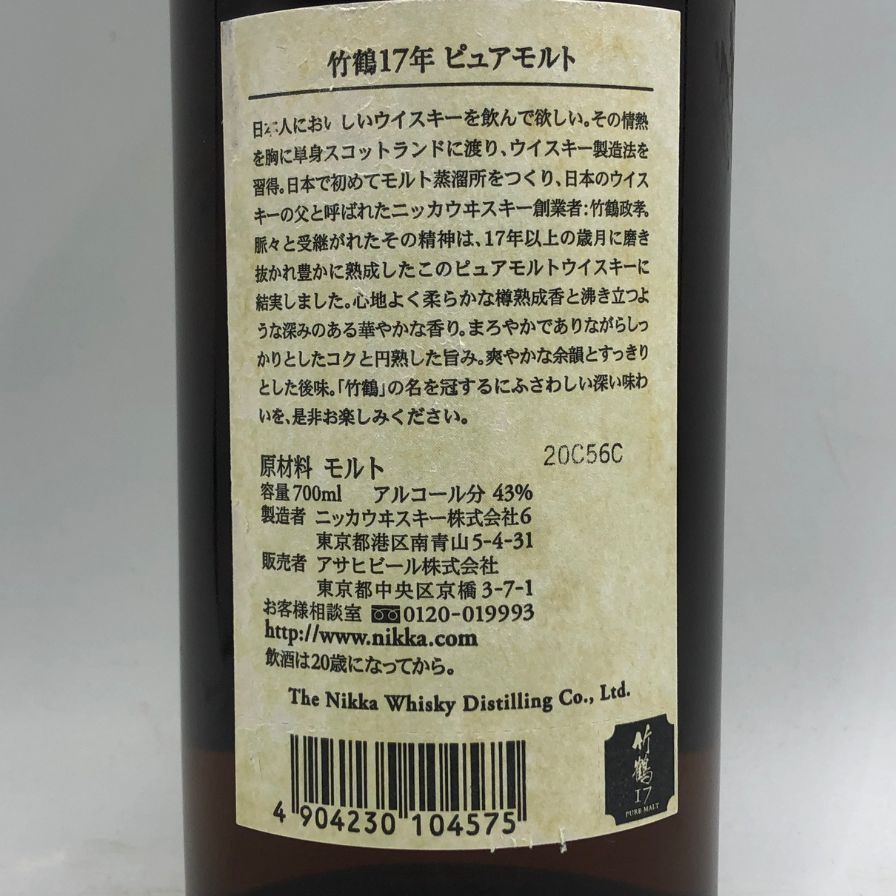 竹鶴17年 ピュアモルト
日本人においしいウイスキーを飲んで欲しい。その情熱
を胸に単身スコットランドに渡り、ウイスキー製造法を
習得。日本で初めてモルト蒸溜所をつくり、日本のウイス
キーの父と呼ばれたニッカウヰスキー創業者:竹鶴政孝。
脈々と受継がれたその精神は、17年以上の歳月に磨き
抜かれ豊かに熟成したこのピュアモルトウイスキーに
結実しました。心地よく柔らかな樽熟成香と沸き立つよ
うな深みのある華やかな香り。まろやかでありながらしっ
かりとしたコクと円熟した旨み。爽やかな余韻とすっきり
とした後味。「竹鶴」の名を冠するにふさわしい深い味わ
いを、是非お楽しみください。
20C56C
原材料 モルト
容量 700ml アルコール分 43%
製造者 ニッカウヰスキー株式会社6
東京都港区南青山5-4-31
販売者 アサヒビール株式会社
東京都中央区京橋3-7-1
お客様相談室 0120-019993
http://www.nikka.com
飲酒は20歳になってから。
The Nikka Whisky Distilling Co., Ltd.
4 904230 104575
竹鶴
17
PURE MALT